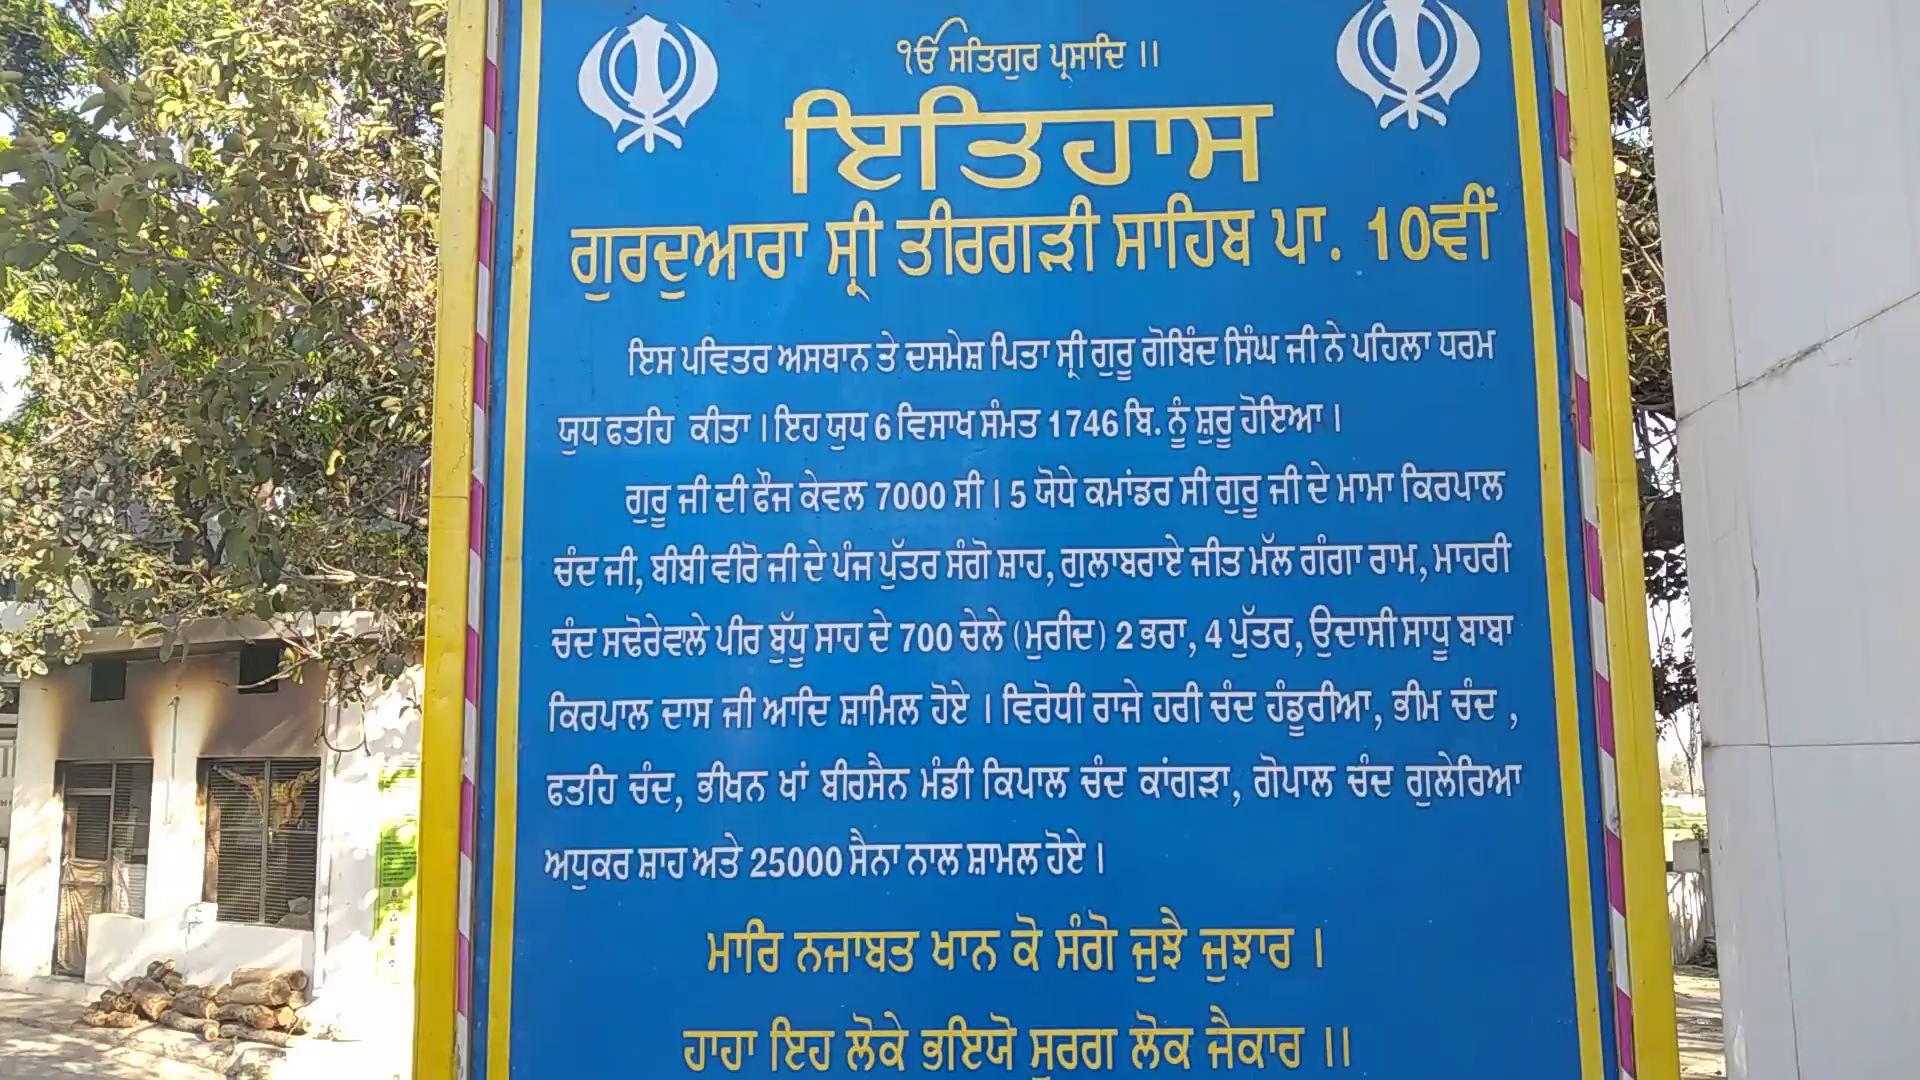 ੴ ਸਤਿਗੁਰ ਪ੍ਰਸਾਦਿ ॥
ਇਤਿਹਾਸ
ਗੁਰਦੁਆਰਾ ਸ੍ਰੀ ਤੀਰਗੜੀ ਸਾਹਿਬ ਪਾ. 10ਵੀਂ
ਇਸ ਪਵਿਤਰ ਅਸਥਾਨ ਤੇ ਦਸਮੇਸ਼ ਪਿਤਾ ਸ੍ਰੀ ਗੁਰੂ ਗੋਬਿੰਦ ਸਿੰਘ ਜੀ ਨੇ ਪਹਿਲਾ ਧਰਮ
ਯੁਧ ਫਤਹਿ ਕੀਤਾ । ਇਹ ਯੁਧ 6 ਵਿਸਾਖ ਸੰਮਤ 1746 ਬਿ. ਨੂੰ ਸ਼ੁਰੂ ਹੋਇਆ ।
ਗੁਰੂ ਜੀ ਦੀ ਫੌਜ ਕੇਵਲ 7000 ਸੀ । 5 ਯੋਧੇ ਕਮਾਂਡਰ ਸੀ ਗੁਰੂ ਜੀ ਦੇ ਮਾਮਾ ਕਿਰਪਾਲ
ਚੰਦ ਜੀ, ਬੀਬੀ ਵੀਰੋ ਜੀ ਦੇ ਪੰਜ ਪੁੱਤਰ ਸੰਗੋ ਸ਼ਾਹ, ਗੁਲਾਬਰਾਏ ਜੀਤ ਮੱਲ ਗੰਗਾ ਰਾਮ, ਮਾਹਰੀ
ਚੰਦ ਸਢੋਰੇਵਾਲੇ ਪੀਰ ਬੁੱਧੂ ਸਾਹ ਦੇ 700 ਚੇਲੇ (ਮੁਰੀਦ) 2 ਭਰਾ, 4 ਪੁੱਤਰ, ਉਦਾਸੀ ਸਾਧੂ ਬਾਬਾ
ਕਿਰਪਾਲ ਦਾਸ ਜੀ ਆਦਿ ਸ਼ਾਮਿਲ ਹੋਏ । ਵਿਰੋਧੀ ਰਾਜੇ ਹਰੀ ਚੰਦ ਹੰਡੂਰੀਆ, ਭੀਮ ਚੰਦ ,
ਫਤਹਿ ਚੰਦ, ਭੀਖਨ ਖਾਂ ਬੀਰਸੈਨ ਮੰਡੀ ਕਿਪਾਲ ਚੰਦ ਕਾਂਗੜਾ, ਗੋਪਾਲ ਚੰਦ ਗੁਲੇਰਿਆ
ਅਧੁਕਰ ਸ਼ਾਹ ਅਤੇ 25000 ਸੈਨਾ ਨਾਲ ਸ਼ਾਮਲ ਹੋਏ ।
ਮਾਰਿ ਨਜਾਬਤ ਖਾਨ ਕੋ ਸੰਗੋ ਜੁਝੈ ਜੁਝਾਰ ।
ਹਾਹਾ ਇਹ ਲੋਕੇ ਭਇਯੋ ਸੁਰਗ ਲੋਕ ਜੈਕਾਰ ॥